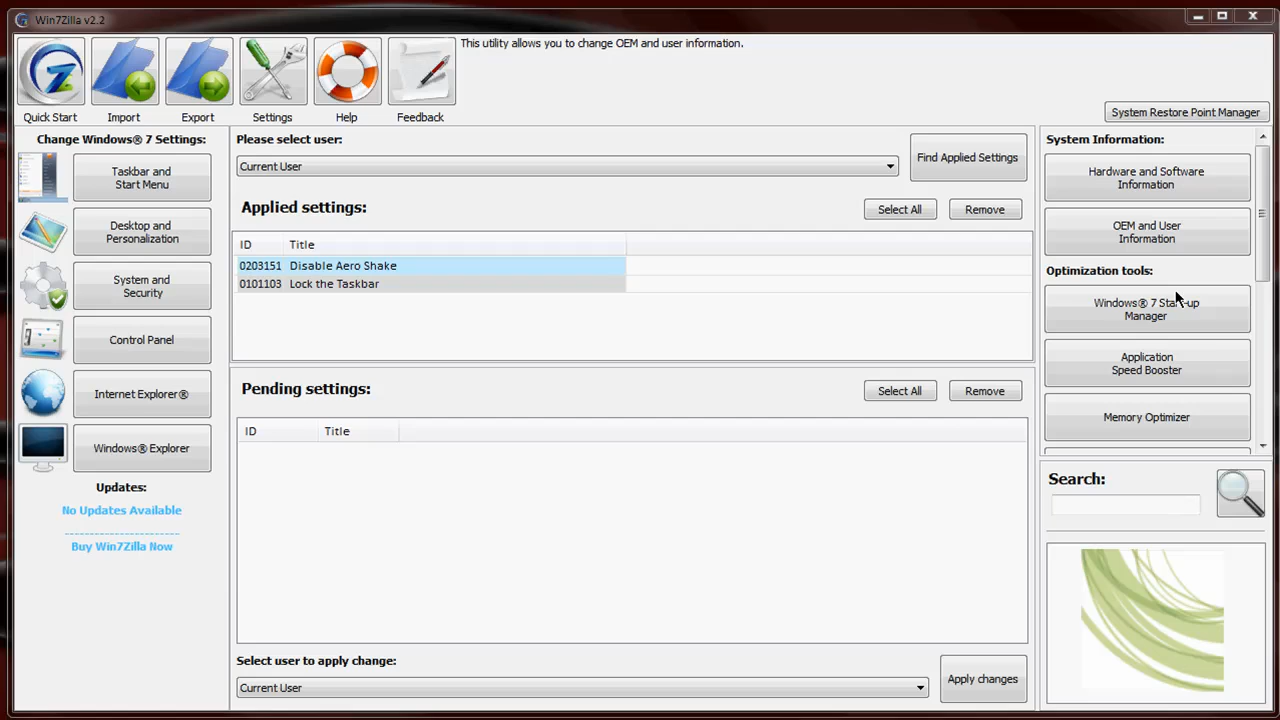 Win7Zilla v2.2
This utility allows you to change OEM and user information.
Quick Start
Import
Export
Settings
Help
Feedback
System Restore Point Manager
Change Windows® 7 Settings:
Taskbar and
Start Menu
Desktop and
Personalization
System and
Security
Control Panel
Internet Explorer®
Windows® Explorer
Updates:
No Updates Available
-----------------------
Buy Win7Zilla Now
Please select user:
Current User
Find Applied Settings
Applied settings:
Select All
Remove
ID Title
0203151 Disable Aero Shake
0101103 Lock the Taskbar
Pending settings:
Select All
Remove
ID Title
Select user to apply change:
Current User
Apply changes
System Information:
Hardware and Software
Information
OEM and User
Information
Optimization tools:
Windows® 7 Start-up
Manager
Application
Speed Booster
Memory Optimizer
Search: